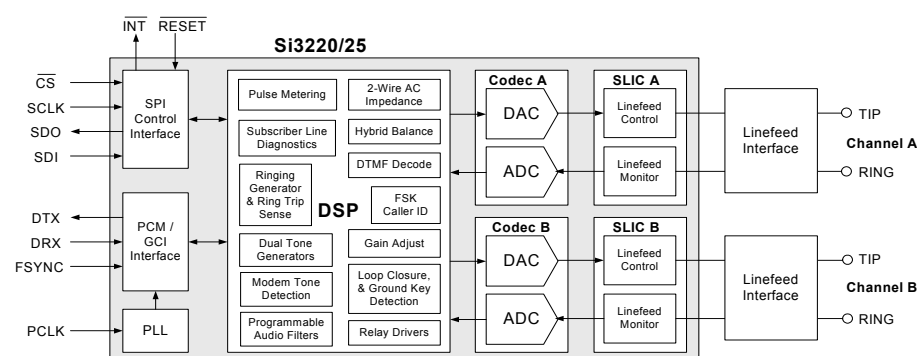 INT
RESET
Si3220/25
CS
SCLK
SDO
SDI
SPI
Control
Interface
DTX
DRX
FSYNC
PCM /
GCI
Interface
PCLK
PLL
DSP
Pulse Metering
Subscriber Line
Diagnostics
Ringing
Generator
& Ring Trip
Sense
Dual Tone
Generators
Modem Tone
Detection
Programmable
Audio Filters
2-Wire AC
Impedance
Hybrid Balance
DTMF Decode
FSK
Caller ID
Gain Adjust
Loop Closure,
& Ground Key
Detection
Relay Drivers
Codec A
DAC
ADC
SLIC A
Linefeed
Control
Linefeed
Monitor
Linefeed
Interface
TIP
Channel A
RING
Codec B
DAC
ADC
SLIC B
Linefeed
Control
Linefeed
Monitor
Linefeed
Interface
TIP
Channel B
RING